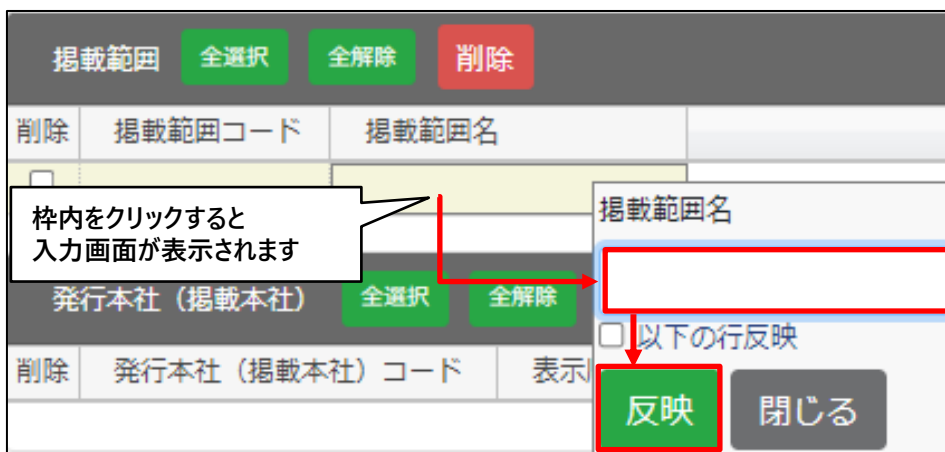 掲載範囲 全選択 全解除 削除
削除 掲載範囲コード 掲載範囲名
枠内をクリックすると
入力画面が表示されます
掲載範囲名
発行本社（掲載本社） 全選択 全解除
以下の行反映
削除 発行本社（掲載本社）コード 表示
反映 閉じる